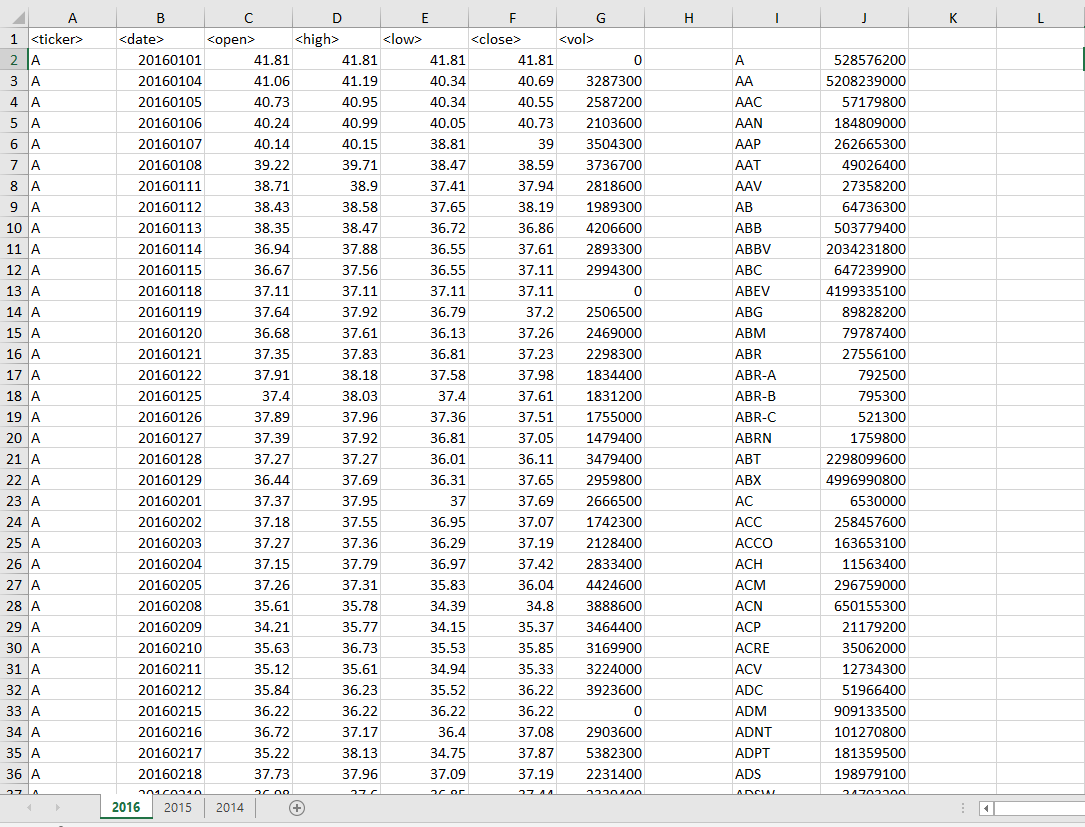 A B C D E F G H I J K L
1 <ticker> <date> <open> <high> <low> <close> <vol>
2 A 20160101 41.81 41.81 41.81 41.81 0 A 528576200
3 A 20160104 41.06 41.19 40.34 40.69 3287300 AA 5208239000
4 A 20160105 40.73 40.95 40.34 40.55 2587200 AAC 57179800
5 A 20160106 40.24 40.99 40.05 40.73 2103600 AAN 184809000
6 A 20160107 40.14 40.15 38.81 39 3504300 AAP 262665300
7 A 20160108 39.22 39.71 38.47 38.59 3736700 AAT 49026400
8 A 20160111 38.71 38.9 37.41 37.94 2818600 AAV 27358200
9 A 20160112 38.43 38.58 37.65 38.19 1989300 AB 64736300
10 A 20160113 38.35 38.47 36.72 36.86 4206600 ABB 503779400
11 A 20160114 36.94 37.88 36.55 37.61 2893300 ABBV 2034231800
12 A 20160115 36.67 37.56 36.55 37.11 2994300 ABC 647239900
13 A 20160118 37.11 37.11 37.11 37.11 0 ABEV 4199335100
14 A 20160119 37.64 37.92 36.79 37.2 2506500 ABG 89828200
15 A 20160120 36.68 37.61 36.13 37.26 2469000 ABM 79787400
16 A 20160121 37.35 37.83 36.81 37.23 2298300 ABR 27556100
17 A 20160122 37.91 38.18 37.58 37.98 1834400 ABR-A 792500
18 A 20160125 37.4 38.03 37.4 37.61 1831200 ABR-B 795300
19 A 20160126 37.89 37.96 37.36 37.51 1755000 ABR-C 521300
20 A 20160127 37.39 37.92 36.81 37.05 1479400 ABRN 1759800
21 A 20160128 37.27 37.27 36.01 36.11 3479400 ABT 2298099600
22 A 20160129 36.44 37.69 36.31 37.65 2959800 ABX 4996990800
23 A 20160201 37.37 37.95 37 37.69 2666500 AC 6530000
24 A 20160202 37.18 37.55 36.95 37.07 1742300 ACC 258457600
25 A 20160203 37.27 37.36 36.29 37.19 2128400 ACCO 163653100
26 A 20160204 37.15 37.79 36.97 37.42 2833400 ACH 11563400
27 A 20160205 37.26 37.31 35.83 36.04 4424600 ACM 296759000
28 A 20160208 35.61 35.78 34.39 34.8 3888600 ACN 650155300
29 A 20160209 34.21 35.77 34.15 35.37 3464400 ACP 21179200
30 A 20160210 35.63 36.73 35.53 35.85 3169900 ACRE 35062000
31 A 20160211 35.12 35.61 34.94 35.33 3224000 ACV 12734300
32 A 20160212 35.84 36.23 35.52 36.22 3923600 ADC 51966400
33 A 20160215 36.22 36.22 36.22 36.22 0 ADM 909133500
34 A 20160216 36.72 37.17 36.4 37.08 2903600 ADNT 101270800
35 A 20160217 35.22 38.13 34.75 37.87 5382300 ADPT 181359500
36 A 20160218 37.73 37.96 37.09 37.19 2231400 ADS 198979100
2016 2015 2014